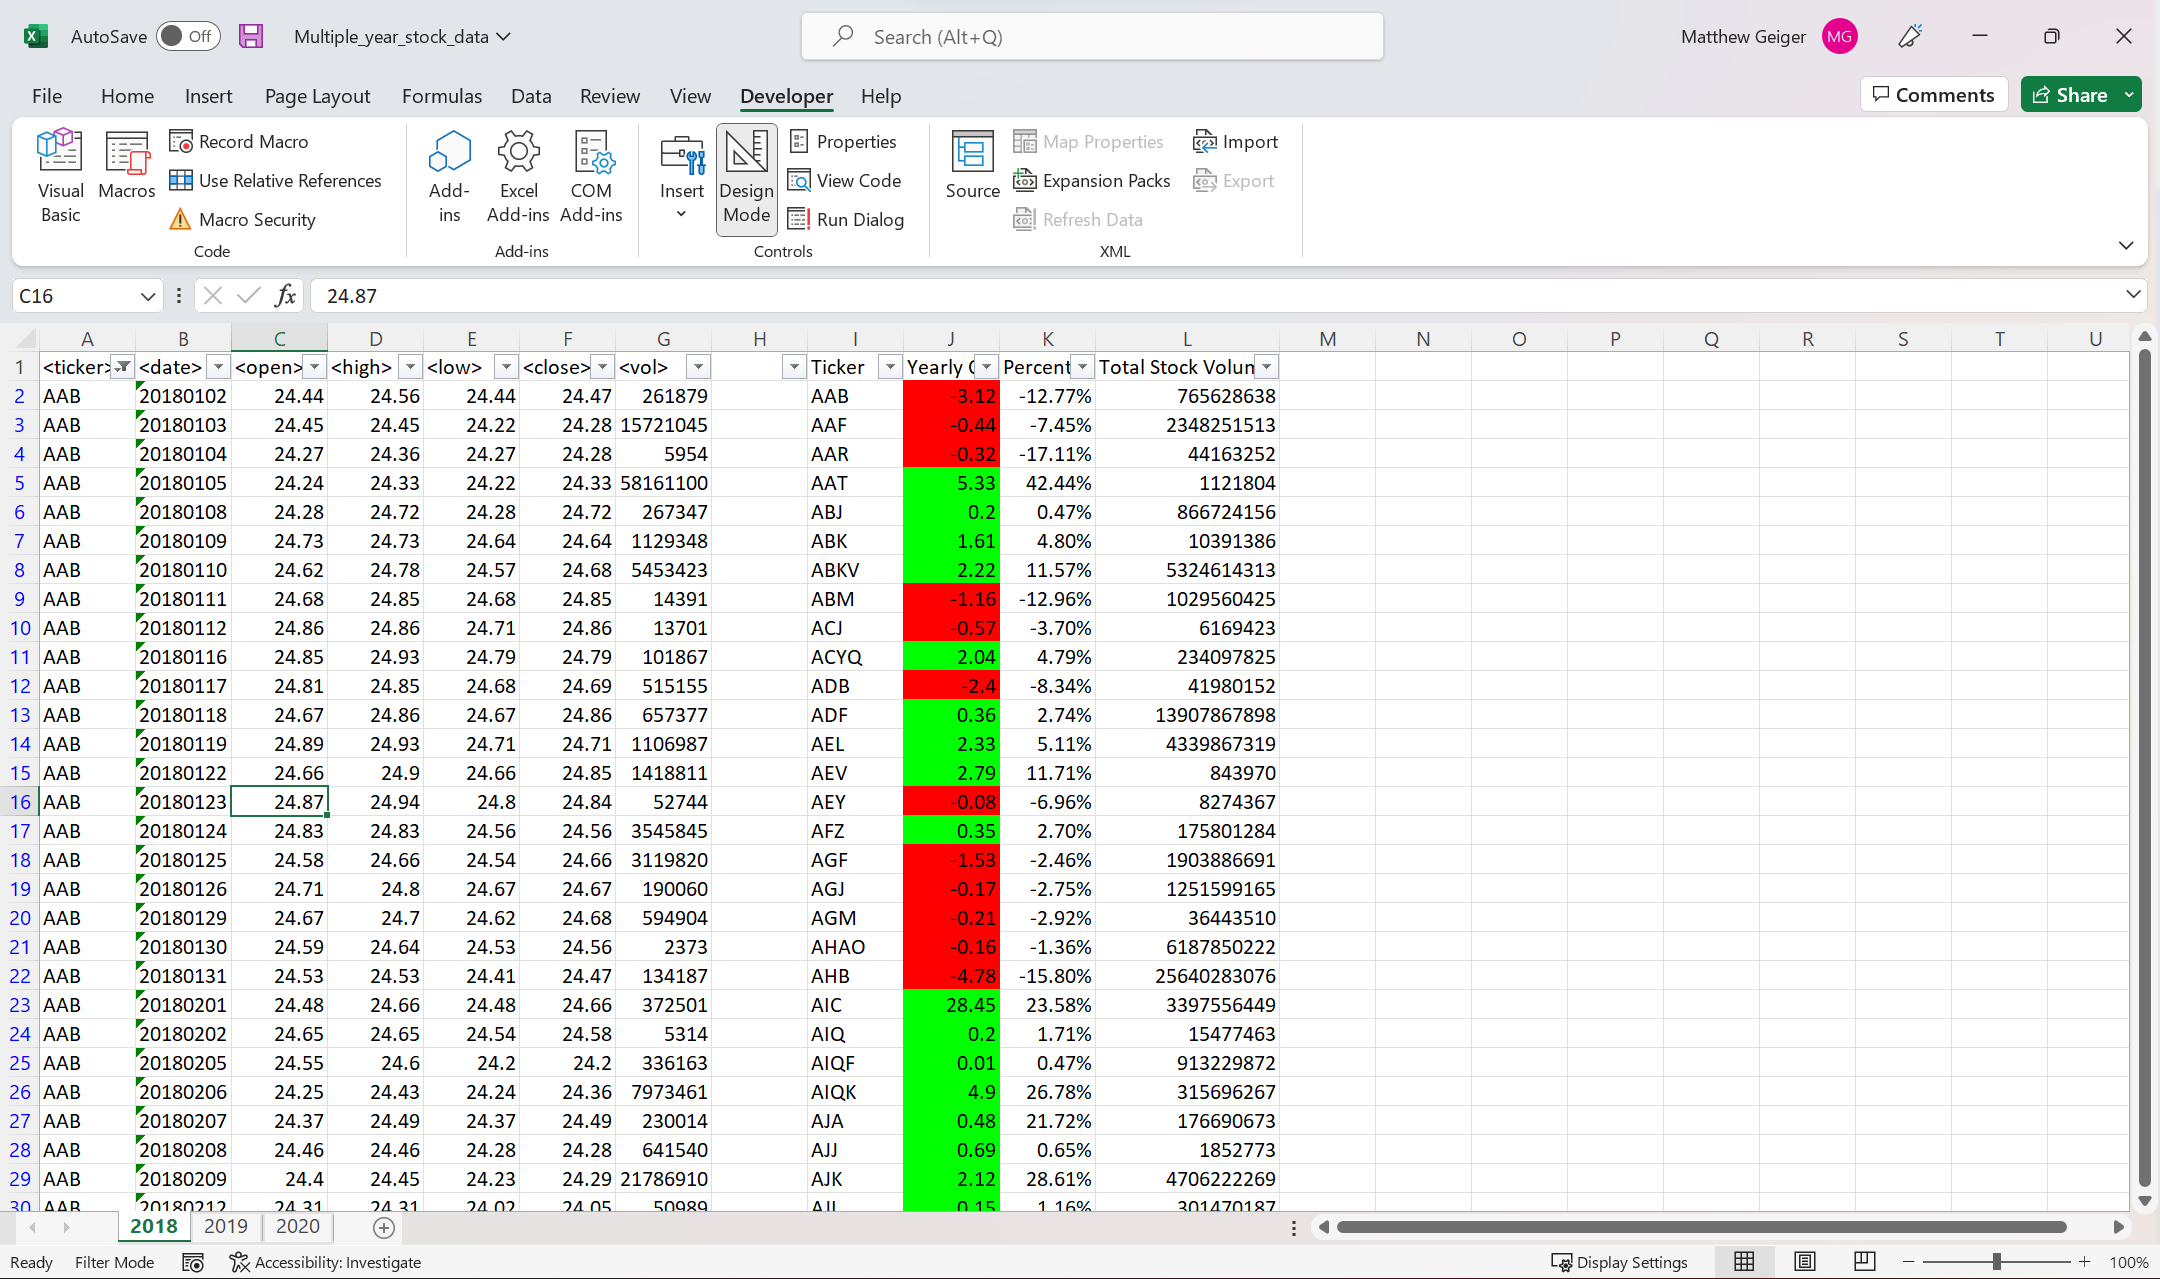 AutoSave Off Multiple_year_stock_data Search (Alt+Q) Matthew Geiger MG
File Home Insert Page Layout Formulas Data Review View Developer Help Comments Share
Visual Basic Macros Record Macro Use Relative References Macro Security Code
Add-ins Excel Add-ins COM Add-ins Add-ins
Insert Design Mode Properties View Code Run Dialog Controls
Source Map Properties Expansion Packs Refresh Data Import Export XML
C16 fx 24.87
A B C D E F G H I J K L M N O P Q R S T U
1 <ticker> <date> <open> <high> <low> <close> <vol> Ticker Yearly C Percent Total Stock Volum
2 AAB 20180102 24.44 24.56 24.44 24.47 261879 AAB -3.12 -12.77% 765628638
3 AAB 20180103 24.45 24.45 24.22 24.28 15721045 AAF -0.44 -7.45% 2348251513
4 AAB 20180104 24.27 24.36 24.27 24.28 5954 AAR -0.32 -17.11% 44163252
5 AAB 20180105 24.24 24.33 24.22 24.33 58161100 AAT 5.33 42.44% 1121804
6 AAB 20180108 24.28 24.72 24.28 24.72 267347 ABJ 0.2 0.47% 866724156
7 AAB 20180109 24.73 24.73 24.64 24.64 1129348 ABK 1.61 4.80% 10391386
8 AAB 20180110 24.62 24.78 24.57 24.68 5453423 ABKV 2.22 11.57% 5324614313
9 AAB 20180111 24.68 24.85 24.68 24.85 14391 ABM -1.16 -12.96% 1029560425
10 AAB 20180112 24.86 24.86 24.71 24.86 13701 ACJ -0.57 -3.70% 6169423
11 AAB 20180116 24.85 24.93 24.79 24.79 101867 ACYQ 2.04 4.79% 234097825
12 AAB 20180117 24.81 24.85 24.68 24.69 515155 ADB -2.4 -8.34% 41980152
13 AAB 20180118 24.67 24.86 24.67 24.86 657377 ADF 0.36 2.74% 13907867898
14 AAB 20180119 24.89 24.93 24.71 24.71 1106987 AEL 2.33 5.11% 4339867319
15 AAB 20180122 24.66 24.9 24.66 24.85 1418811 AEV 2.79 11.71% 843970
16 AAB 20180123 24.87 24.94 24.8 24.84 52744 AEY -0.08 -6.96% 8274367
17 AAB 20180124 24.83 24.83 24.56 24.56 3545845 AFZ 0.35 2.70% 175801284
18 AAB 20180125 24.58 24.66 24.54 24.66 3119820 AGF -1.53 -2.46% 1903886691
19 AAB 20180126 24.71 24.8 24.67 24.67 190060 AGJ -0.17 -2.75% 1251599165
20 AAB 20180129 24.67 24.7 24.62 24.68 594904 AGM -0.21 -2.92% 36443510
21 AAB 20180130 24.59 24.64 24.53 24.56 2373 AHAO -0.16 -1.36% 6187850222
22 AAB 20180131 24.53 24.53 24.41 24.47 134187 AHB -4.78 -15.80% 25640283076
23 AAB 20180201 24.48 24.66 24.48 24.66 372501 AIC 28.45 23.58% 3397556449
24 AAB 20180202 24.65 24.65 24.54 24.58 5314 AIQ 0.2 1.71% 15477463
25 AAB 20180205 24.55 24.6 24.2 24.2 336163 AIQF 0.01 0.47% 913229872
26 AAB 20180206 24.25 24.43 24.24 24.36 7973461 AIQK 4.9 26.78% 315696267
27 AAB 20180207 24.37 24.49 24.37 24.49 230014 AJA 0.48 21.72% 176690673
28 AAB 20180208 24.46 24.46 24.28 24.28 641540 AJJ 0.69 0.65% 1852773
29 AAB 20180209 24.4 24.45 24.23 24.29 21786910 AJK 2.12 28.61% 4706222269
30 AAB 20180212 24.31 24.31 24.02 24.05 50989 0.15 1.16% 301470187
2018 2019 2020
Ready Filter Mode Accessibility: Investigate Display Settings 100%